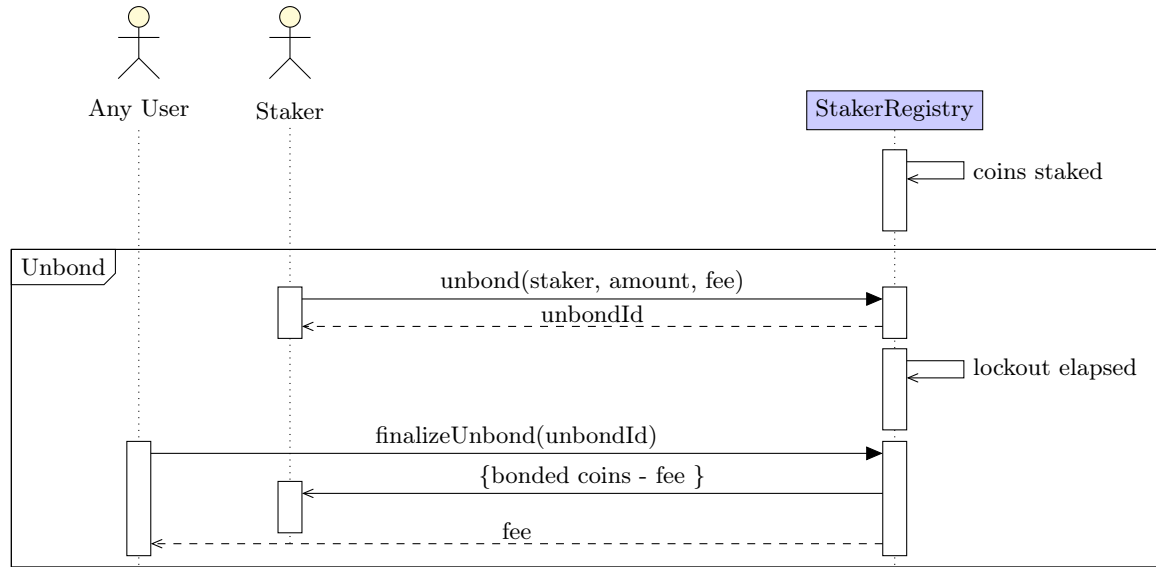 Any User
Staker
StakerRegistry
coins staked
Unbond
unbond(staker, amount, fee)
unbondId
lockout elapsed
finalizeUnbond(unbondId)
{bonded coins - fee }
fee